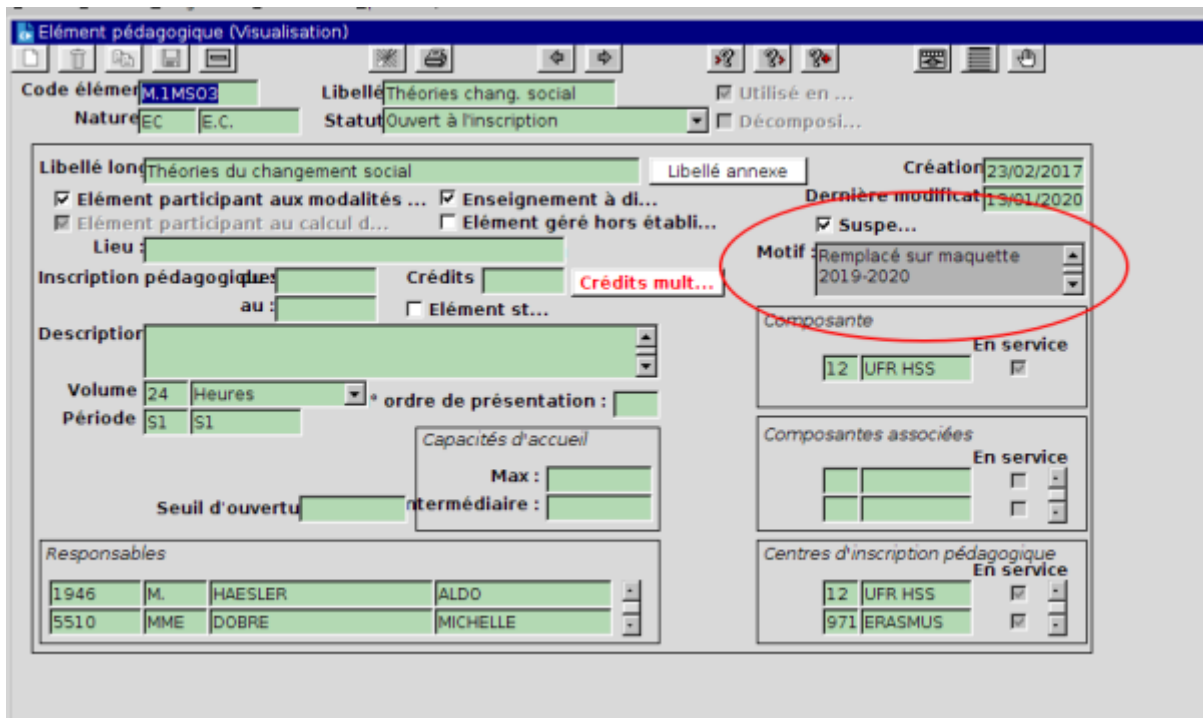 Elément pédagogique (Visualisation)
Code élémer M.1MSO3 Libellé Théories chang. social Utilisé en ...
Nature EC E.C. Statut Ouvert à l'inscription Décomposi...
Libellé long Théories du changement social Libellé annexe Création 23/02/2017
Elément participant aux modalités ... Enseignement à di... Dernière modificat 19/01/2020
Elément participant au calcul d... Elément géré hors établi... Suspe...
Lieu : Motif : Remplacé sur maquette
2019-2020
Inscription pédagogique du : Crédits Crédits mult...
au : Elément st...
Composante
Description En service
12 UFR HSS
Volume 24 Heures ° ordre de présentation :
Période S1 S1
Capacités d'accueil Composantes associées
En service
Max :
Seuil d'ouvertu ntermédiaire :
Responsables Centres d'inscription pédagogique
En service
1946 M. HAESLER ALDO 12 UFR HSS
5510 MME DOBRE MICHELLE 971 ERASMUS